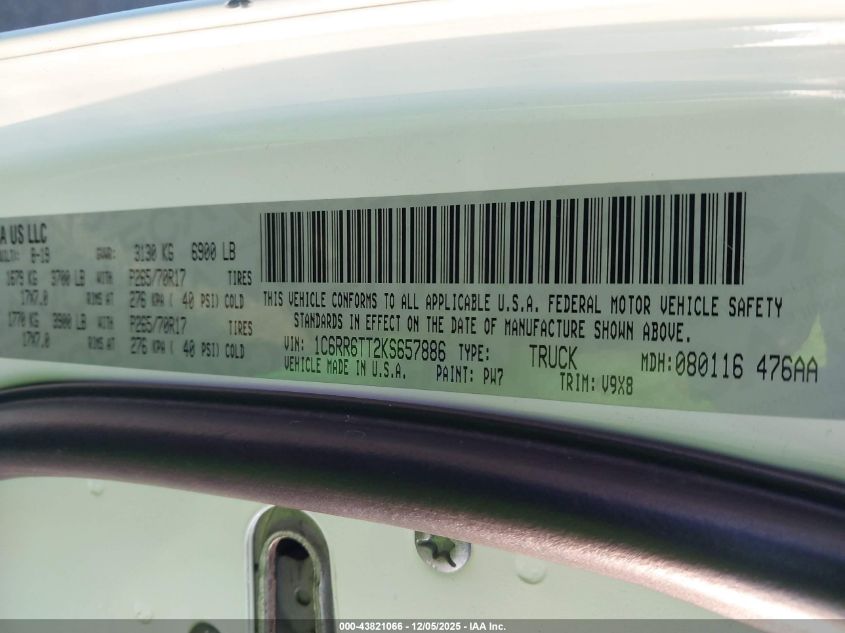 A US LLC
8-19 GVWR: 3130 KG 6900 LB
1675 KG 3700 LB WITH P265/70R17 TIRES
17X7.0 RIMS AT 276 KPA ( 40 PSI) COLD
1770 KG 3900 LB WITH P265/70R17 TIRES
17X7.0 RIMS AT 276 KPA ( 40 PSI) COLD
THIS VEHICLE CONFORMS TO ALL APPLICABLE U.S.A. FEDERAL MOTOR VEHICLE SAFETY
STANDARDS IN EFFECT ON THE DATE OF MANUFACTURE SHOWN ABOVE.
VIN: 1C6RR6TT2KS657886 TYPE: TRUCK MDH:080116 476AA
VEHICLE MADE IN U.S.A. PAINT: PW7 TRIM: V9X8
000-43821066 - 12/05/2025 - IAA Inc.